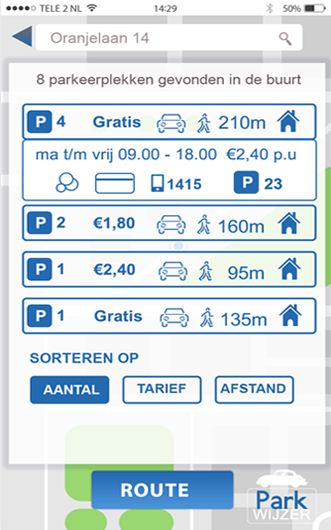 TELE 2 NL 14:29 50%
Oranjelaan 14
8 parkeerplekken gevonden in de buurt
P 4 Gratis 210m
ma t/m vrij 09.00 - 18.00 €2,40 p.u
1415 P 23
P 2 €1,80 160m
P 1 €2,40 95m
P 1 Gratis 135m
SORTEREN OP
AANTAL TARIEF AFSTAND
ROUTE
Park
WIJZER